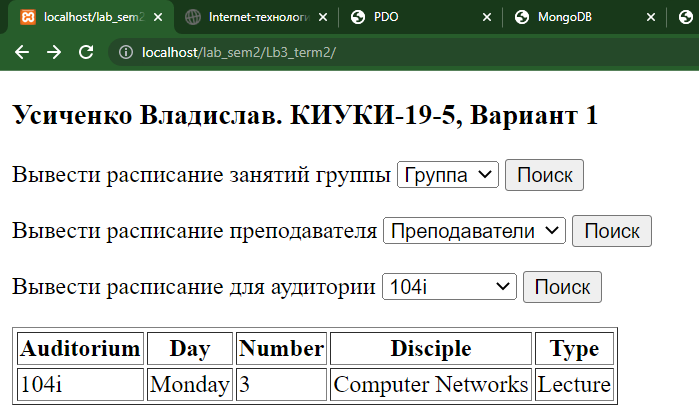 localhost/lab_sem2 Internet-технологи PDO MongoDB
localhost/lab_sem2/Lb3_term2/
Усиченко Владислав. КИУКИ-19-5, Вариант 1
Вывести расписание занятий группы Группа Поиск
Вывести расписание преподавателя Преподаватели Поиск
Вывести расписание для аудитории 104i Поиск
Auditorium Day Number Disciple Type
104i Monday 3 Computer Networks Lecture